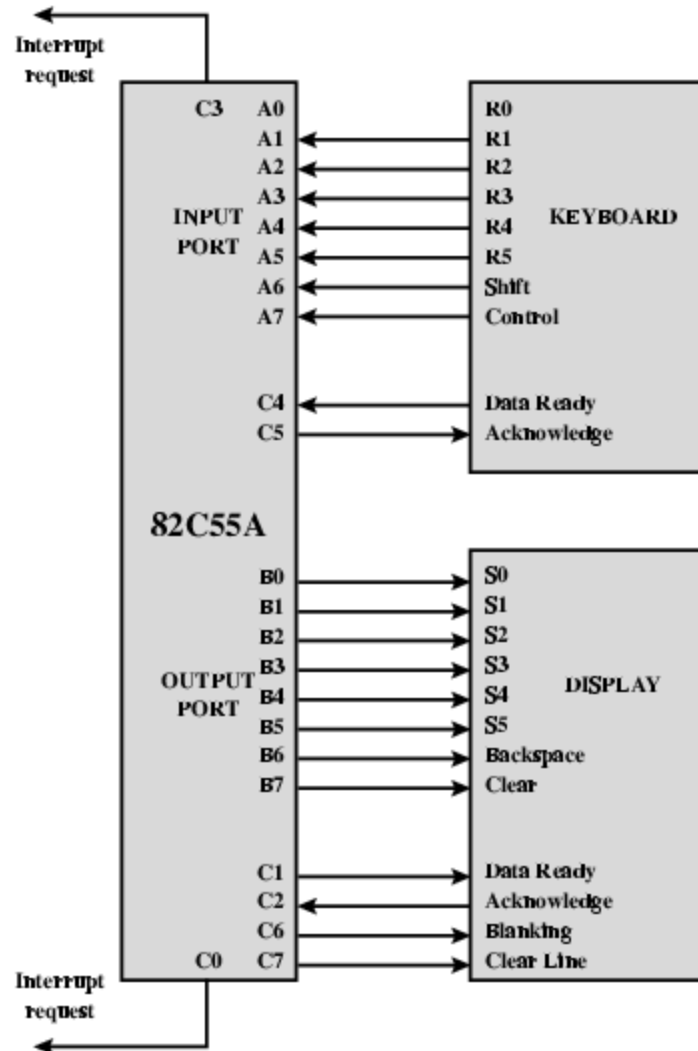 Interrupt
request
C3
A0
A1
A2
A3
A4
A5
A6
A7
INPUT
PORT
C4
C5
82C55A
B0
B1
B2
B3
B4
B5
B6
B7
OUTPUT
PORT
C1
C2
C6
C0
C7
Interrupt
request
R0
R1
R2
R3
R4
R5
Shift
Control
KEYBOARD
Data Ready
Acknowledge
S0
S1
S2
S3
S4
S5
Backspace
Clear
DISPLAY
Data Ready
Acknowledge
Blanking
Clear Line